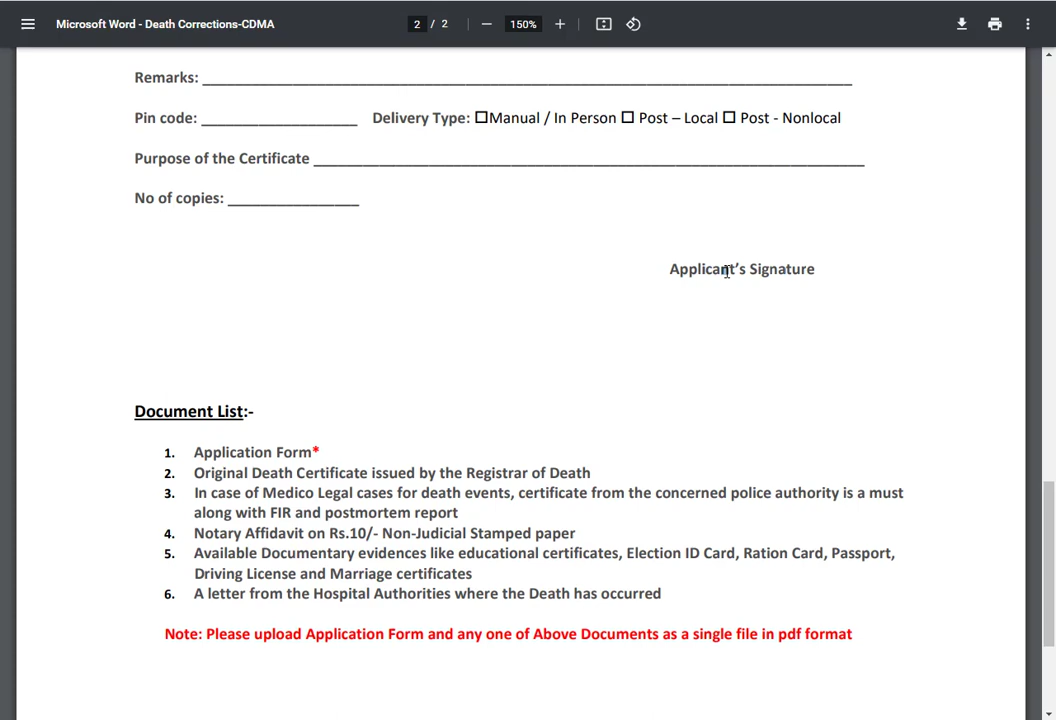 Microsoft Word - Death Corrections-CDMA
2 / 2
150%
Remarks: ____________________
Pin code: ____________________ Delivery Type: ☐Manual / In Person ☐ Post – Local ☐ Post - Nonlocal
Purpose of the Certificate ____________________
No of copies: ____________________
Applicant’s Signature
Document List:-
1. Application Form*
2. Original Death Certificate issued by the Registrar of Death
3. In case of Medico Legal cases for death events, certificate from the concerned police authority is a must
along with FIR and postmortem report
4. Notary Affidavit on Rs.10/- Non-Judicial Stamped paper
5. Available Documentary evidences like educational certificates, Election ID Card, Ration Card, Passport,
Driving License and Marriage certificates
6. A letter from the Hospital Authorities where the Death has occurred
Note: Please upload Application Form and any one of Above Documents as a single file in pdf format